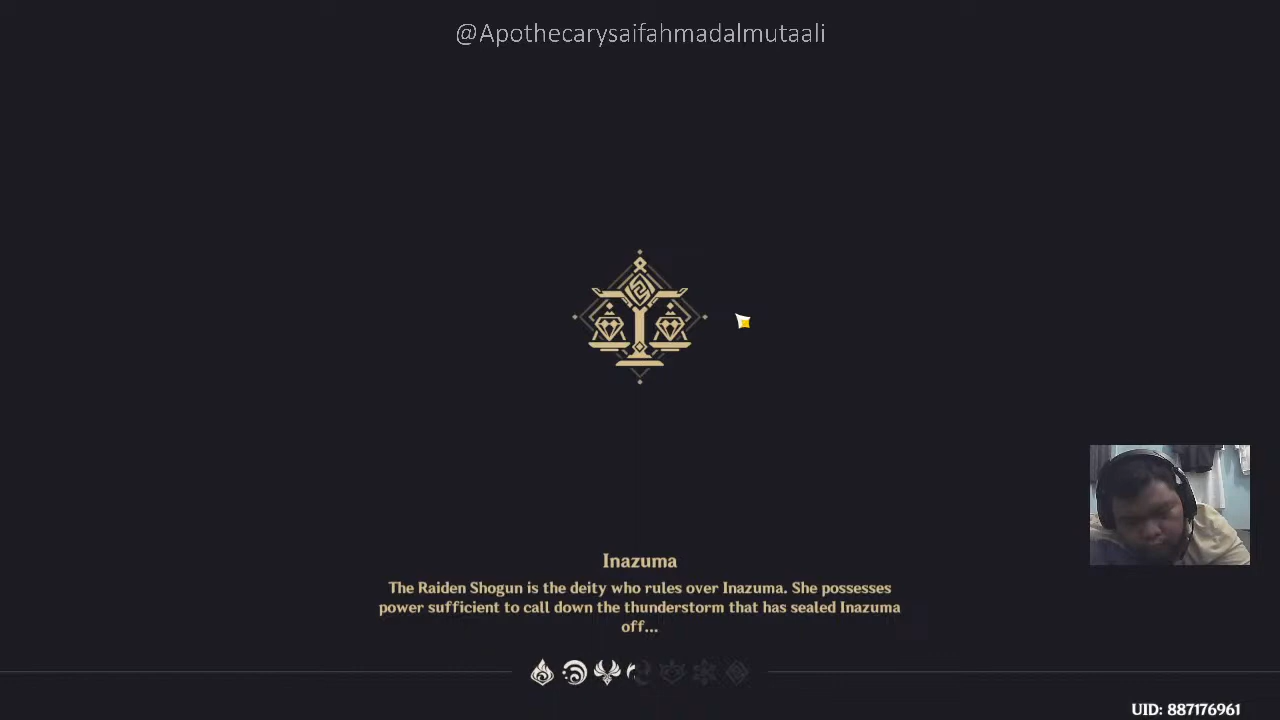 @Apothecarysaifahmadalmutaali
Inazuma
The Raiden Shogun is the deity who rules over Inazuma. She possesses
power sufficient to call down the thunderstorm that has sealed Inazuma
off...
UID: 887176961